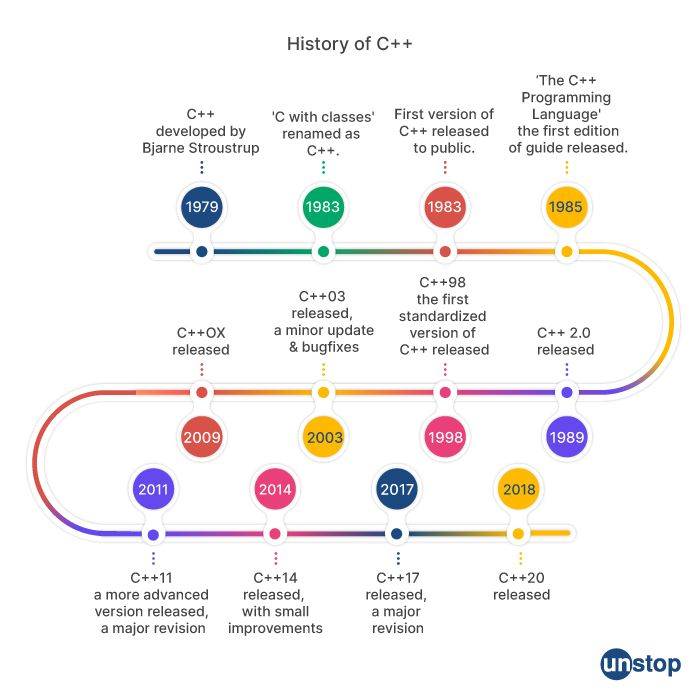 History of C++
C++
developed by
Bjarne Stroustrup
'C with classes'
renamed as
C++.
First version of
C++ released
to public.
‘The C++
Programming
Language'
the first edition
of guide released.
1979
1983
1983
1985
C++OX
released
C++03
released,
a minor update
& bugfixes
C++98
the first
standardized
version of
C++ released
C++ 2.0
released
2009
2003
1998
1989
2011
2014
2017
2018
C++11
a more advanced
version released,
a major revision
C++14
released,
with small
improvements
C++17
released,
a major
revision
C++20
released
unstop